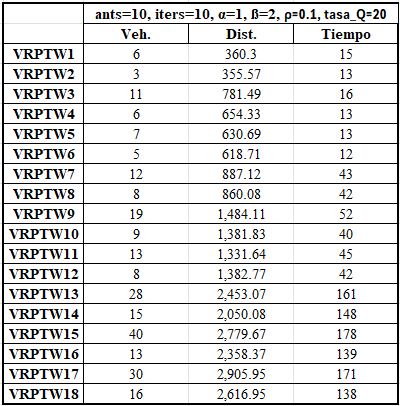 ants=10, iters=10, α=1, ß=2, ρ=0.1, tasa_Q=20
Veh. Dist. Tiempo
VRPTW1 6 360.3 15
VRPTW2 3 355.57 13
VRPTW3 11 781.49 16
VRPTW4 6 654.33 13
VRPTW5 7 630.69 13
VRPTW6 5 618.71 12
VRPTW7 12 887.12 43
VRPTW8 8 860.08 42
VRPTW9 19 1,484.11 52
VRPTW10 9 1,381.83 40
VRPTW11 13 1,331.64 45
VRPTW12 8 1,382.77 42
VRPTW13 28 2,453.07 161
VRPTW14 15 2,050.08 148
VRPTW15 40 2,779.67 178
VRPTW16 13 2,358.37 139
VRPTW17 30 2,905.95 171
VRPTW18 16 2,616.95 138